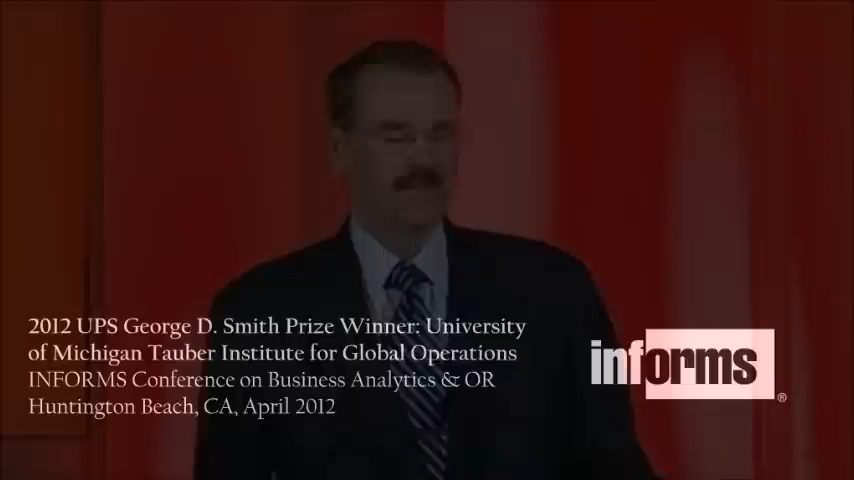 2012 UPS George D. Smith Prize Winner: University
of Michigan Tauber Institute for Global Operations
INFORMS Conference on Business Analytics & OR
Huntington Beach, CA, April 2012
informs®